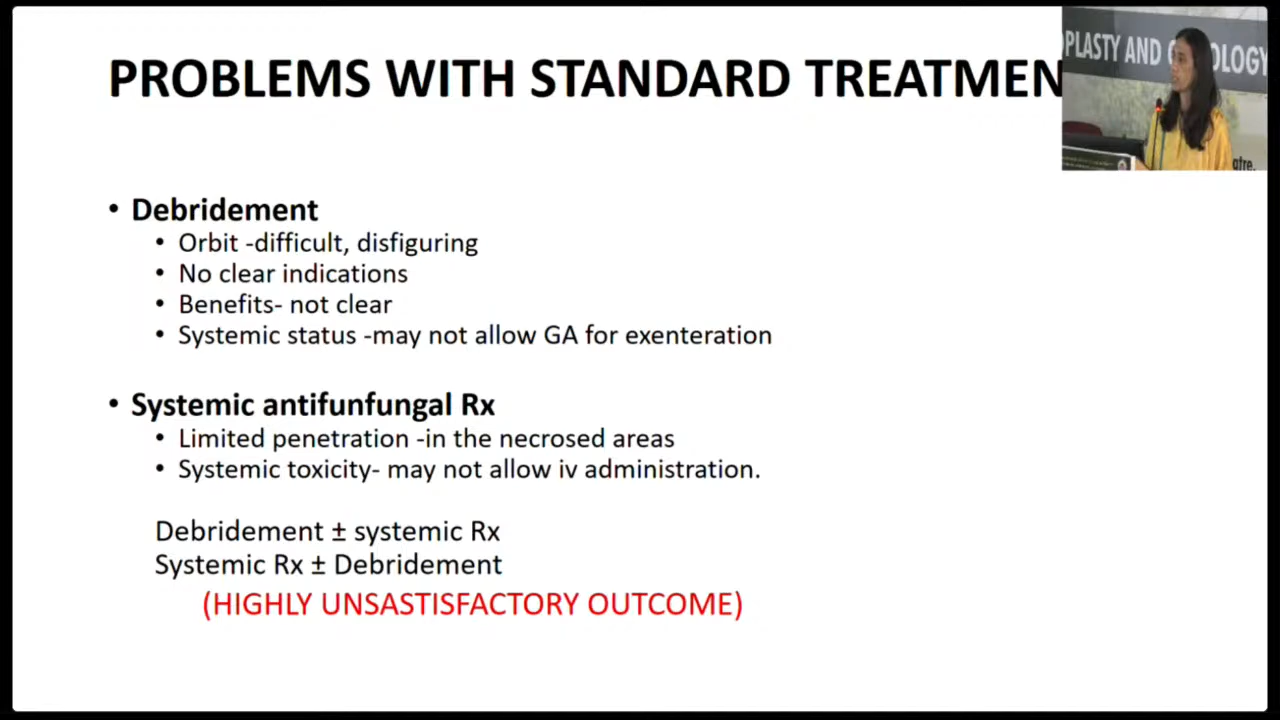 PROBLEMS WITH STANDARD TREATMEN
PLASTY AND
OLOGY
atre.
• Debridement
• Orbit -difficult, disfiguring
• No clear indications
• Benefits- not clear
• Systemic status -may not allow GA for exenteration
• Systemic antifunfungal Rx
• Limited penetration -in the necrosed areas
• Systemic toxicity- may not allow iv administration.
Debridement ± systemic Rx
Systemic Rx ± Debridement
(HIGHLY UNSASTISFACTORY OUTCOME)